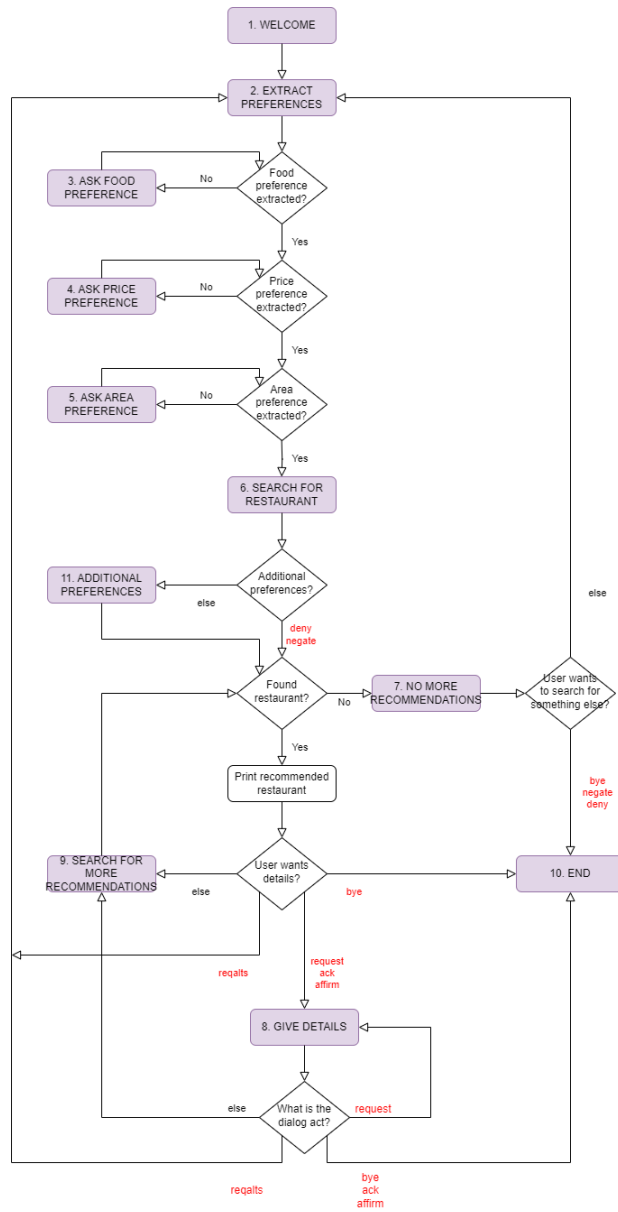 1. WELCOME
2. EXTRACT
PREFERENCES
Food
preference
extracted?
No
3. ASK FOOD
PREFERENCE
Yes
Price
preference
extracted?
No
4. ASK PRICE
PREFERENCE
Yes
Area
preference
extracted?
No
5. ASK AREA
PREFERENCE
Yes
6. SEARCH FOR
RESTAURANT
Additional
preferences?
11. ADDITIONAL
PREFERENCES
else
deny
negate
else
Found
restaurant?
No
7. NO MORE
RECOMMENDATIONS
User wants
to search for
something else?
Yes
Print recommended
restaurant
bye
negate
deny
9. SEARCH FOR
MORE
RECOMMENDATIONS
else
User wants
details?
bye
10. END
reqalts
request
ack
affirm
8. GIVE DETAILS
else
What is the
dialog act?
request
reqalts
bye
ack
affirm